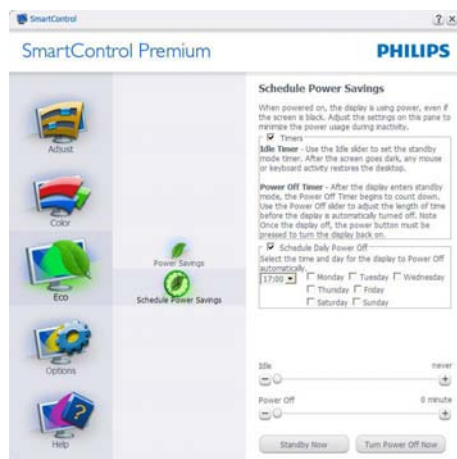 SmartControl
? ×
SmartControl Premium
PHILIPS
Adjust
Color
Eco
Options
Help
Power Savings
Schedule Power Savings
Schedule Power Savings
When powered on, the display is using power, even if
the screen is black. Adjust the settings on this pane to
minimize the power usage during inactivity.
Timers
Idle Timer - Use the Idle slider to set the standby
mode timer. After the screen goes dark, any mouse
or keyboard activity restores the desktop.
Power Off Timer - After the display enters standby
mode, the Power Off Timer begins to count down.
Use the Power Off slider to adjust the length of time
before the display is automatically turned off. Note
Once the display off, the power button must be
pressed to turn the display back on.
Schedule Daily Power Off
Select the time and day for the display to Power Off
automatically.
17:00 Monday Tuesday Wednesday
Thursday Friday
Saturday Sunday
Idle never
Power Off 0 minute
Standby Now Turn Power Off Now